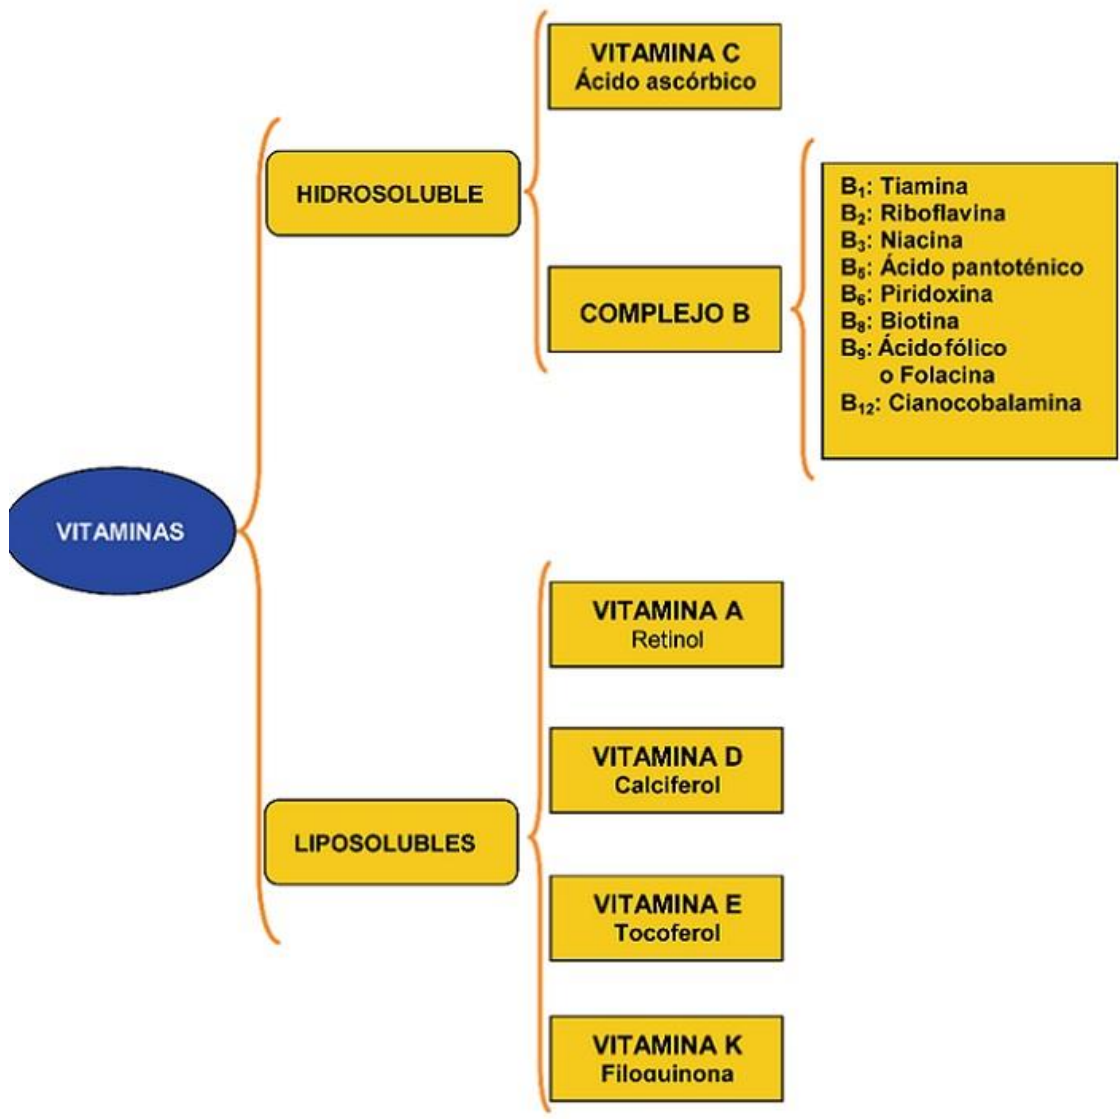 VITAMINAS
HIDROSOLUBLE
VITAMINA C
Ácido ascórbico
COMPLEJO B
B₁: Tiamina
B₂: Riboflavina
B₃: Niacina
B₅: Ácido pantoténico
B₆: Piridoxina
B₈: Biotina
B₉: Ácido fólico
o Folacina
B₁₂: Cianocobalamina
LIPOSOLUBLES
VITAMINA A
Retinol
VITAMINA D
Calciferol
VITAMINA E
Tocoferol
VITAMINA K
Filoquinona